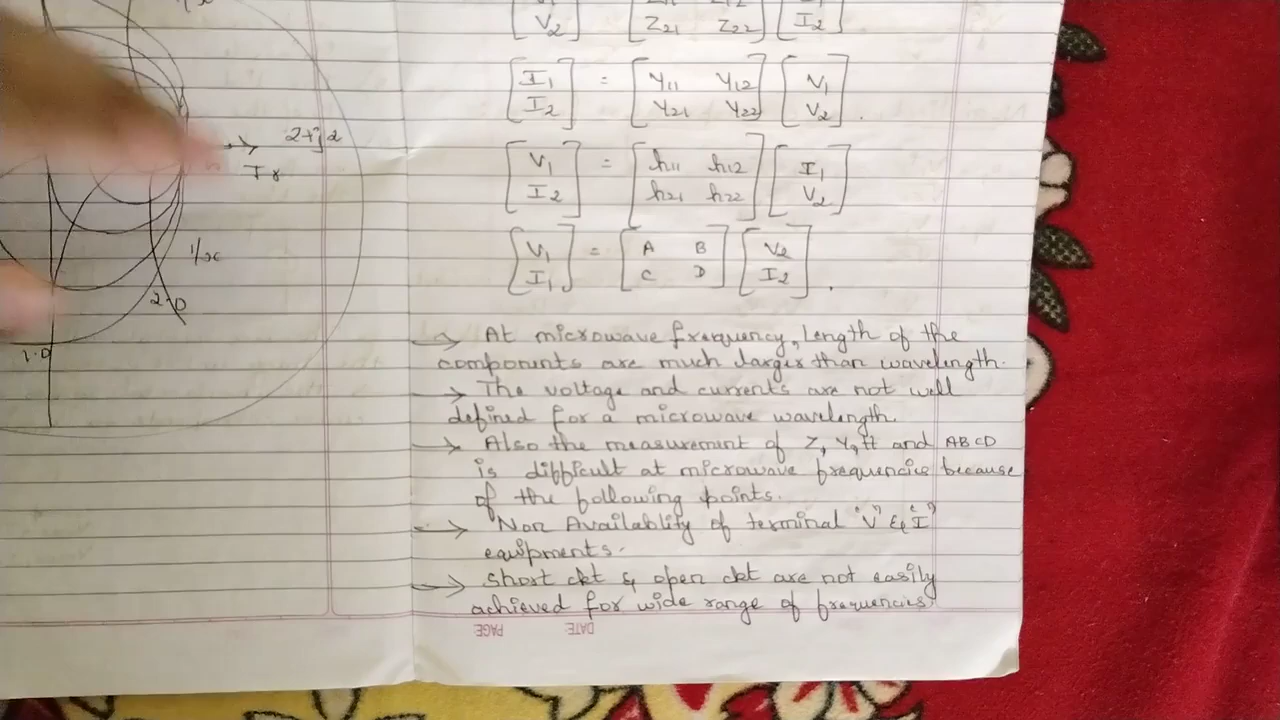 2+j2
Ir
1/x
2.0
1.0
V2 Z21 Z22 I2
I1 = Y11 Y12 V1
I2 Y21 Y22 V2 .
V1 = h11 h12 I1
I2 h21 h22 V2
V1 = A B V2
I1 C D I2 .
→ At microwave frequency, length of the
components are much larger than wavelength.
→ The voltage and currents are not well
defined for a microwave wavelength.
→ Also the measurement of Z, Y, H and ABCD
is difficult at microwave frequencies because
of the following points.
→ Non Availablity of terminal "V" & "I"
equipments.
→ Short ckt & open ckt are not easily
achieved for wide range of frequencies.
PAGE: DATE: